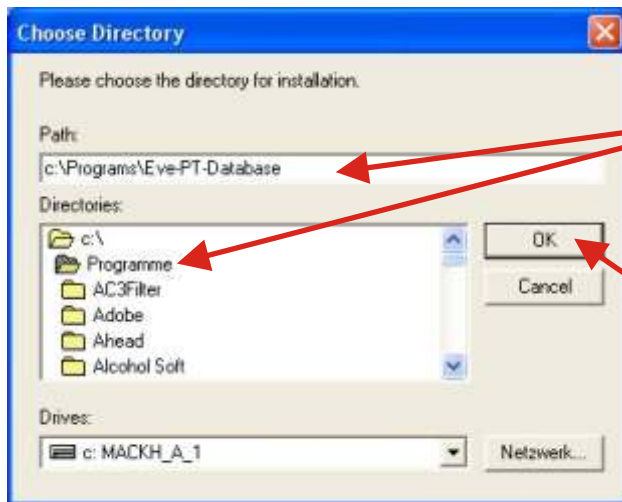 Choose Directory
Please choose the directory for installation.
Path:
c:\Programs\Eve-PT-Database
Directories:
c:\
Programme
AC3Filter
Adobe
Ahead
Alcohol Soft
OK
Cancel
Drives:
c: MACKH_A_1
Netzwerk...